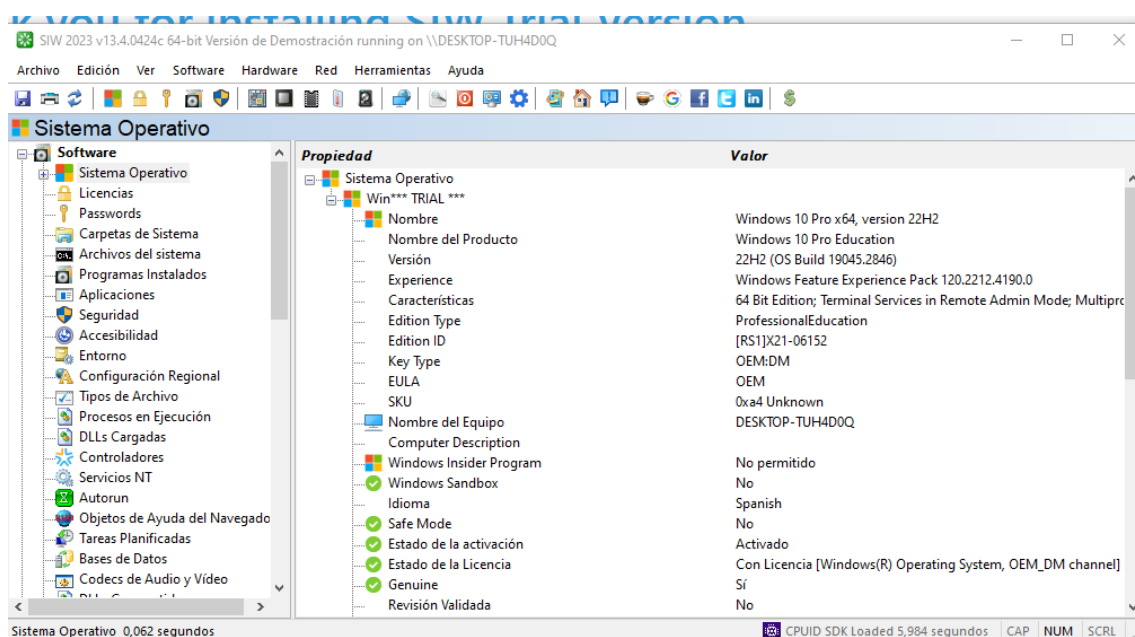 k you for installing SIW Trial version
SIW 2023 v13.4.0424c 64-bit Versión de Demostración running on \\DESKTOP-TUH4D0Q
Archivo Edición Ver Software Hardware Red Herramientas Ayuda
Sistema Operativo
Software
Sistema Operativo
Licencias
Passwords
Carpetas de Sistema
Archivos del sistema
Programas Instalados
Aplicaciones
Seguridad
Accesibilidad
Entorno
Configuración Regional
Tipos de Archivo
Procesos en Ejecución
DLLs Cargadas
Controladores
Servicios NT
Autorun
Objetos de Ayuda del Navegado
Tareas Planificadas
Bases de Datos
Codecs de Audio y Vídeo
Propiedad Valor
Sistema Operativo
Win*** TRIAL ***
Nombre Windows 10 Pro x64, version 22H2
Nombre del Producto Windows 10 Pro Education
Versión 22H2 (OS Build 19045.2846)
Experience Windows Feature Experience Pack 120.2212.4190.0
Características 64 Bit Edition; Terminal Services in Remote Admin Mode; Multipro
Edition Type ProfessionalEducation
Edition ID [RS1]X21-06152
Key Type OEM:DM
EULA OEM
SKU 0xa4 Unknown
Nombre del Equipo DESKTOP-TUH4D0Q
Computer Description
Windows Insider Program No permitido
Windows Sandbox No
Idioma Spanish
Safe Mode No
Estado de la activación Activado
Estado de la Licencia Con Licencia [Windows(R) Operating System, OEM_DM channel]
Genuine Sí
Revisión Validada No
Sistema Operativo 0,062 segundos
CPUID SDK Loaded 5,984 segundos CAP NUM SCRL